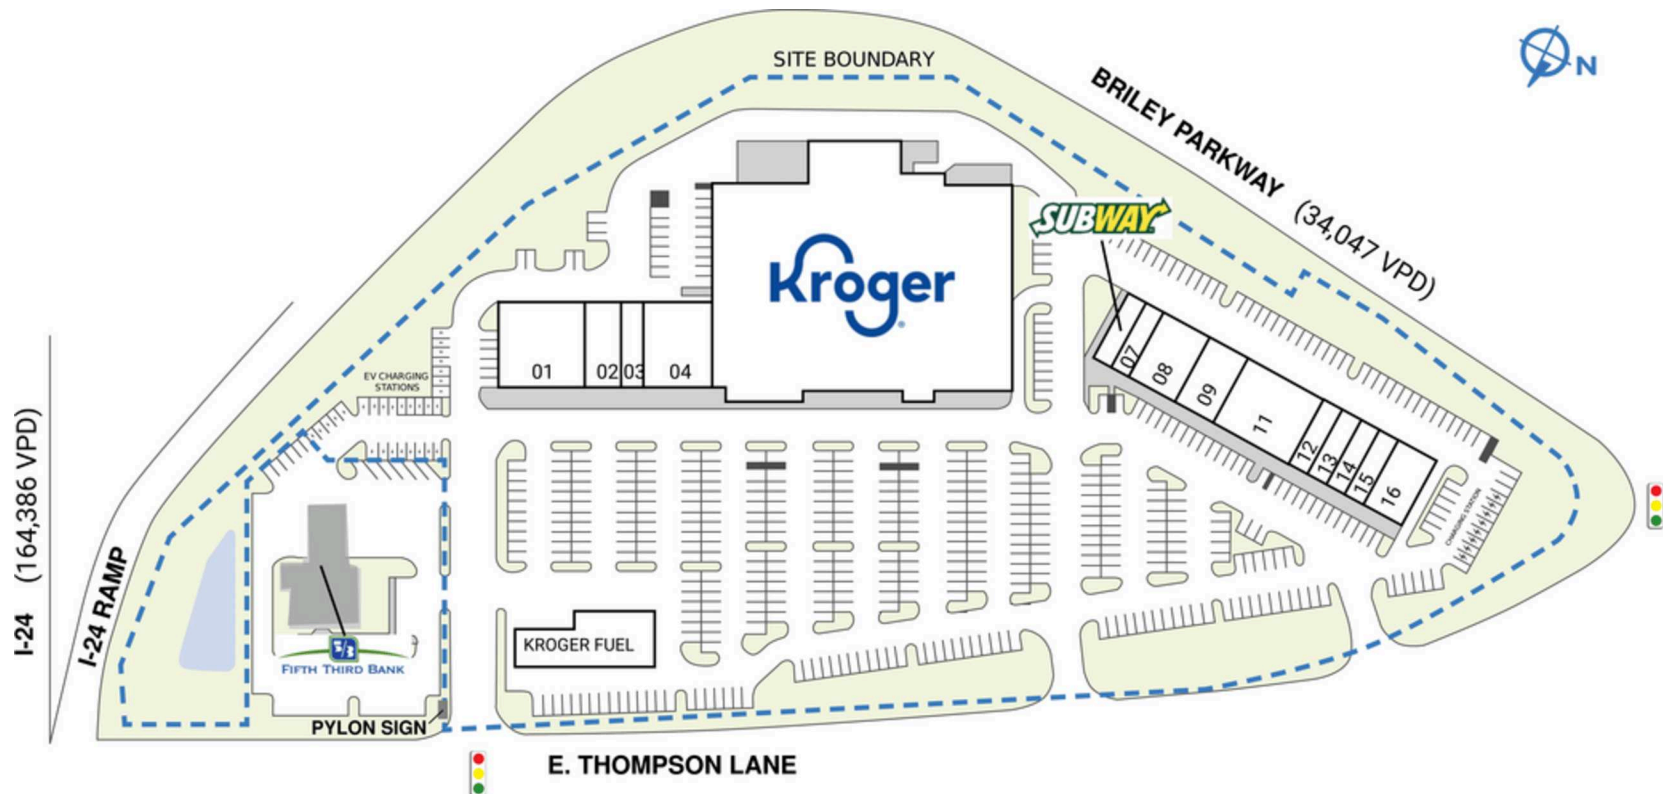 SITE BOUNDARY
N
BRILEY PARKWAY (34,047 VPD)
SUBWAY
Kroger
01
02
03
04
07
08
09
11
12
13
14
15
16
EV CHARGING
STATIONS
CHARGING STATION
I-24 (164,386 VPD)
I-24 RAMP
KROGER FUEL
FIFTH THIRD BANK
PYLON SIGN
E. THOMPSON LANE